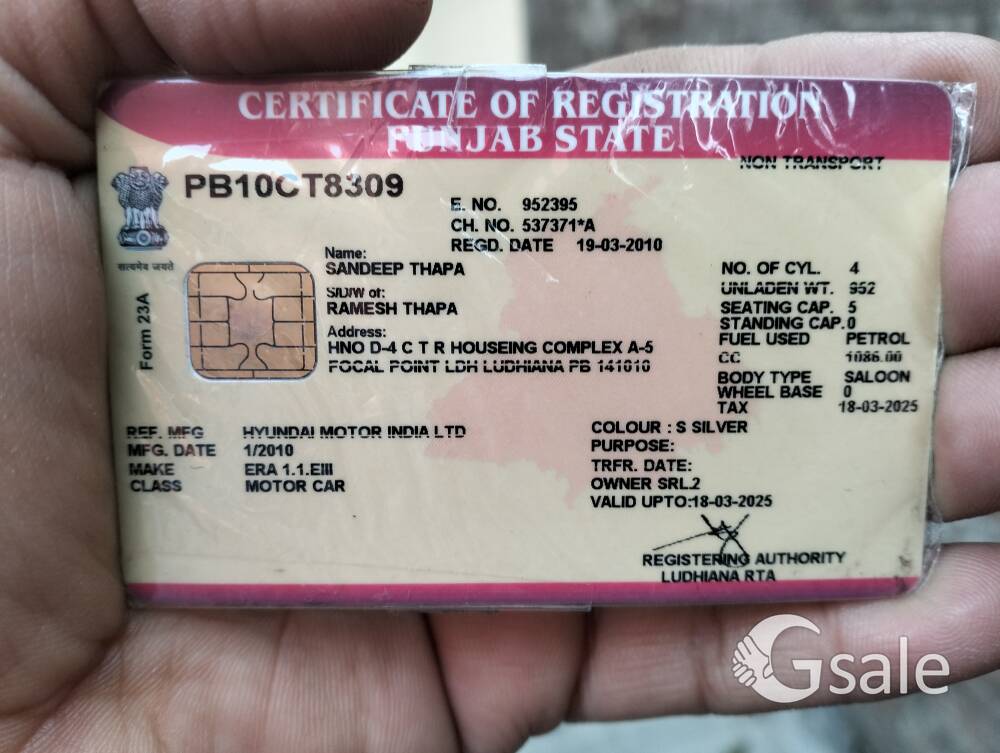 CERTIFICATE OF REGISTRATION
PUNJAB STATE
NON TRANSPORT
PB10CT8309
E. NO. 952395
CH. NO. 537371*A
REGD. DATE 19-03-2010
सत्यमेव जयते
Form 23A
Name:
SANDEEP THAPA
S/D/W of:
RAMESH THAPA
Address:
HNO D-4 C T R HOUSEING COMPLEX A-5
FOCAL POINT LDH LUDHIANA PB 141010
NO. OF CYL. 4
UNLADEN WT. 952
SEATING CAP. 5
STANDING CAP.0
FUEL USED PETROL
CC 1086.00
BODY TYPE SALOON
WHEEL BASE 0
TAX 18-03-2025
REF. MFG HYUNDAI MOTOR INDIA LTD
MFG. DATE 1/2010
MAKE ERA 1.1.EIII
CLASS MOTOR CAR
COLOUR : S SILVER
PURPOSE:
TRFR. DATE:
OWNER SRL.2
VALID UPTO:18-03-2025
REGISTERING AUTHORITY
LUDHIANA RTA
Gsale